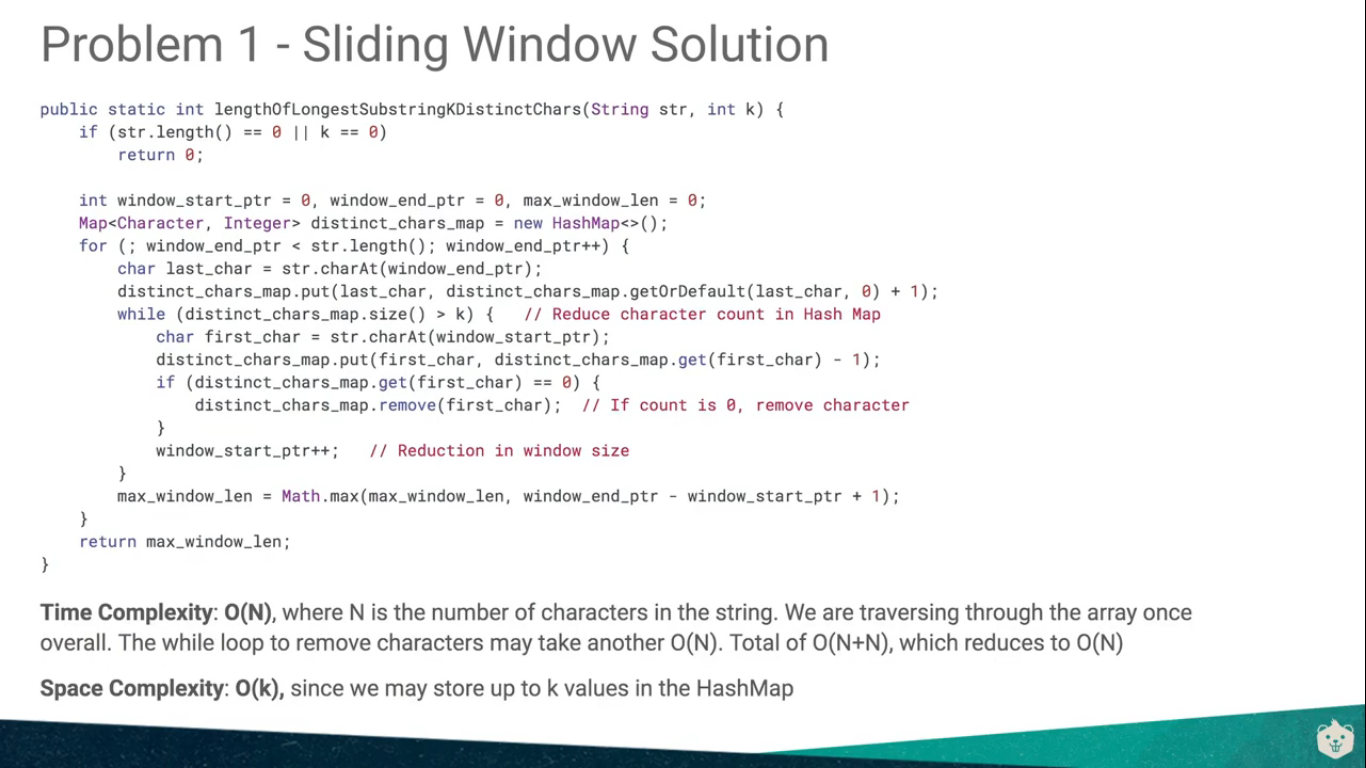 Problem 1 - Sliding Window Solution
public static int lengthOfLongestSubstringKDistinctChars(String str, int k) {
    if (str.length() == 0 || k == 0)
        return 0;

    int window_start_ptr = 0, window_end_ptr = 0, max_window_len = 0;
    Map<Character, Integer> distinct_chars_map = new HashMap<>();
    for (; window_end_ptr < str.length(); window_end_ptr++) {
        char last_char = str.charAt(window_end_ptr);
        distinct_chars_map.put(last_char, distinct_chars_map.getOrDefault(last_char, 0) + 1);
        while (distinct_chars_map.size() > k) {   // Reduce character count in Hash Map
            char first_char = str.charAt(window_start_ptr);
            distinct_chars_map.put(first_char, distinct_chars_map.get(first_char) - 1);
            if (distinct_chars_map.get(first_char) == 0) {
                distinct_chars_map.remove(first_char);  // If count is 0, remove character
            }
            window_start_ptr++;   // Reduction in window size
        }
        max_window_len = Math.max(max_window_len, window_end_ptr - window_start_ptr + 1);
    }
    return max_window_len;
}
Time Complexity: O(N), where N is the number of characters in the string. We are traversing through the array once
overall. The while loop to remove characters may take another O(N). Total of O(N+N), which reduces to O(N)
Space Complexity: O(k), since we may store up to k values in the HashMap